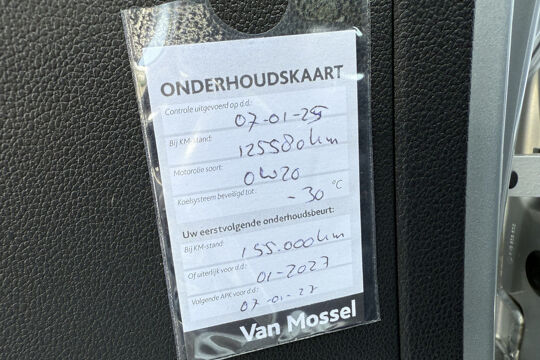 ONDERHOUDSKAART
Controle uitgevoerd op d.d.: 07-01-25
Bij KM-stand: 125580km
Motorolie soort: 0W20
Koelsysteem beveiligd tot: -30 °C
Uw eerstvolgende onderhoudsbeurt:
Bij KM-stand: 155.000km
Of uiterlijk voor d.d.: 01-2027
Volgende APK voor d.d.: 07-01-27
Van Mossel